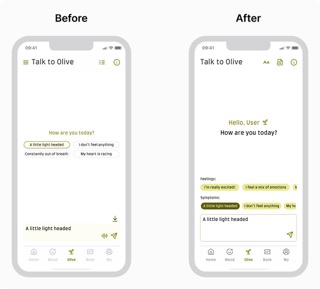 Before
After
09:41
Talk to Olive
How are you today?
A little light headed
I don't feel anything
Constantly out of breath
My heart is racing
A little light headed
Home
Mood
Olive
Book
My
09:41
Talk to Olive
Aa
Hello, User
How are you today?
Feelings:
I'm really excited!
I feel a mix of emotions
Symptoms:
A little light headed
I don't feel anything
My he
A little light headed
Home
Mood
Olive
Book
My